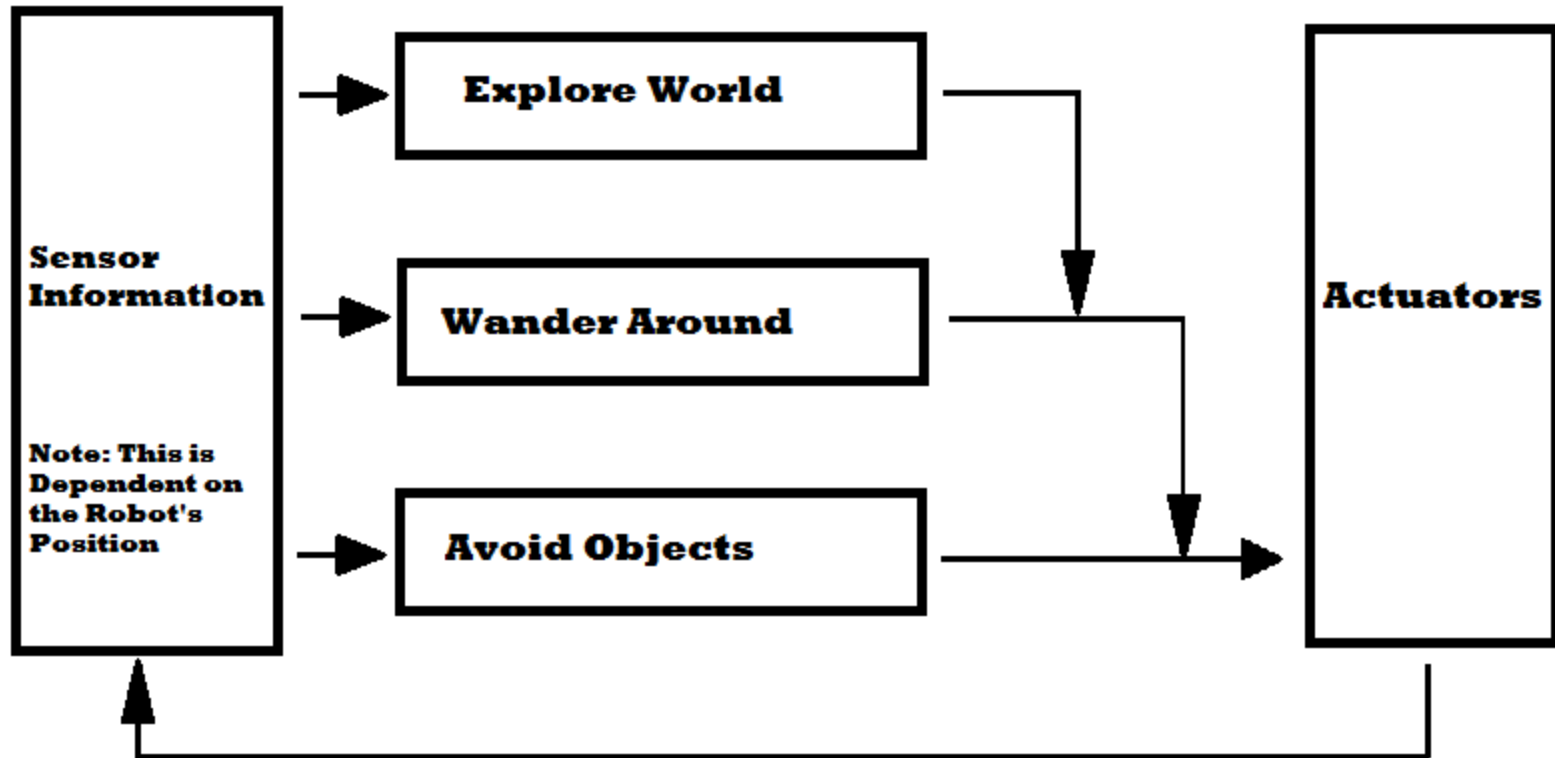 Sensor
Information
Note: This is
Dependent on
the Robot's
Position
Explore World
Wander Around
Avoid Objects
Actuators